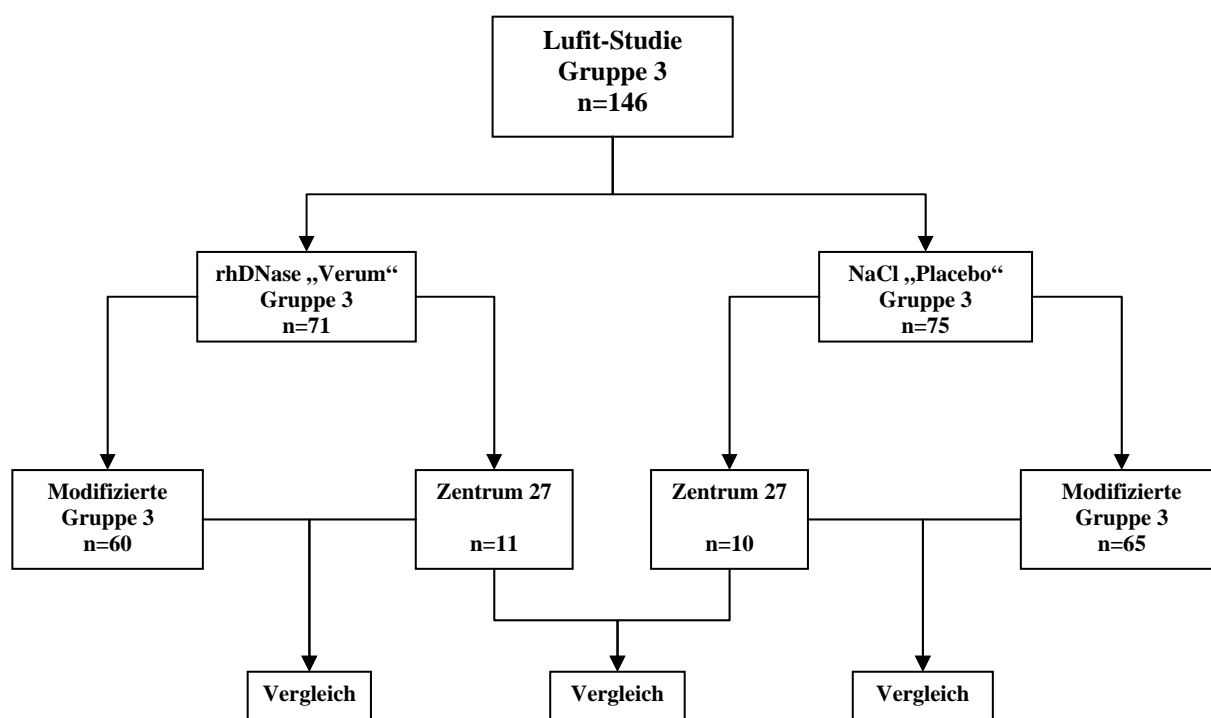 Lufit-Studie
Gruppe 3
n=146
rhDNase „Verum“
Gruppe 3
n=71
NaCl „Placebo“
Gruppe 3
n=75
Modifizierte
Gruppe 3
n=60
Zentrum 27
n=11
Zentrum 27
n=10
Modifizierte
Gruppe 3
n=65
Vergleich
Vergleich
Vergleich